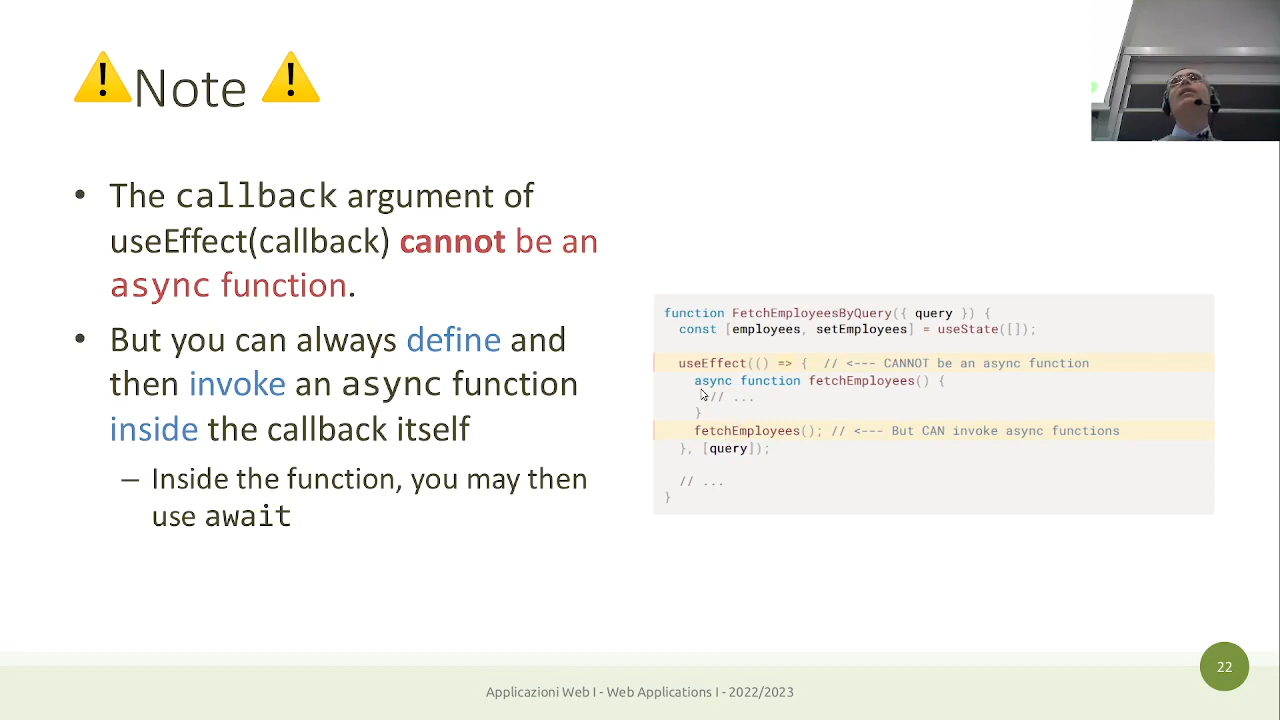 ⚠Note ⚠
• The callback argument of
useEffect(callback) cannot be an
async function.
• But you can always define and
then invoke an async function
inside the callback itself
– Inside the function, you may then
use await
function FetchEmployeesByQuery({ query }) {
const [employees, setEmployees] = useState([]);
useEffect(() => { // <--- CANNOT be an async function
async function fetchEmployees() {
// ...
}
fetchEmployees(); // <--- But CAN invoke async functions
}, [query]);
// ...
}
Applicazioni Web I - Web Applications I - 2022/2023
22